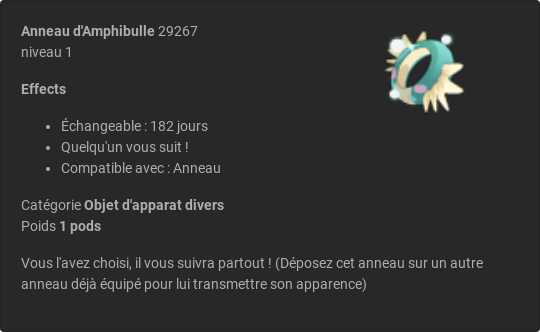 Anneau d'Amphibulle 29267
niveau 1
Effects
• Échangeable : 182 jours
• Quelqu'un vous suit !
• Compatible avec : Anneau
Catégorie Objet d'apparat divers
Poids 1 pods
Vous l'avez choisi, il vous suivra partout ! (Déposez cet anneau sur un autre
anneau déjà équipé pour lui transmettre son apparence)